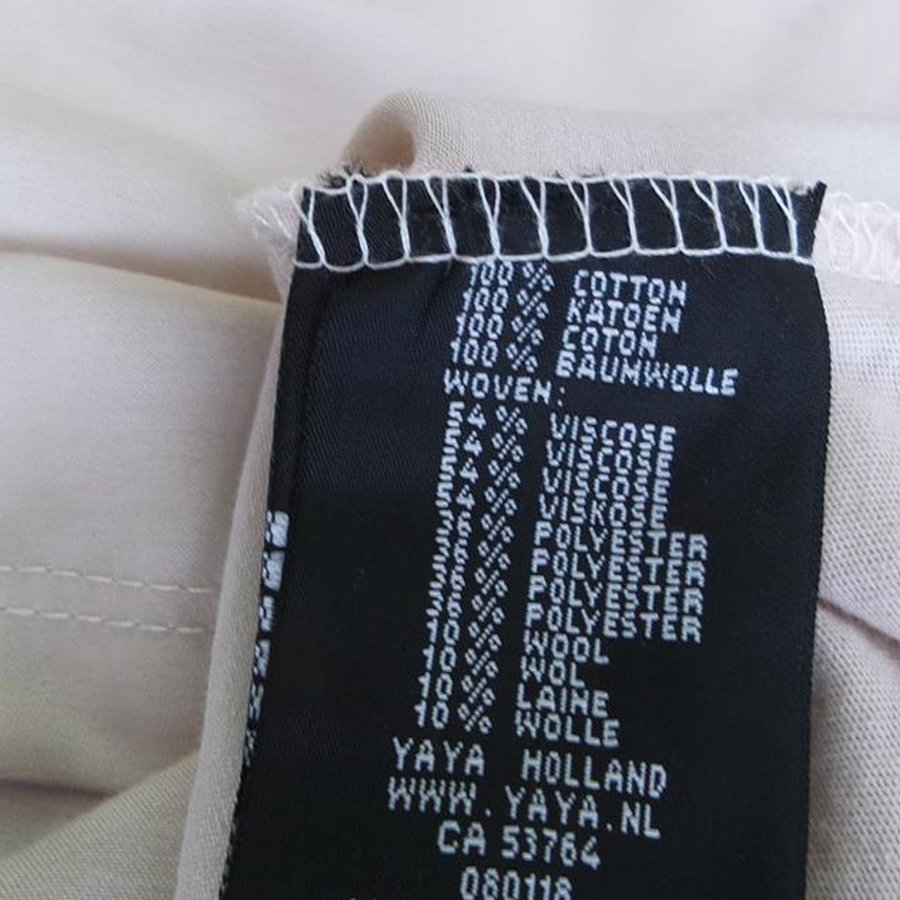 100 % COTTON
100 % KATOEN
100 % COTON
100 % BAUMWOLLE
WOVEN:
54 % VISCOSE
54 % VISCOSE
54 % VISCOSE
54 % VISKOSE
36 % POLYESTER
36 % POLYESTER
36 % POLYESTER
36 % POLYESTER
10 % WOOL
10 % WOL
10 % LAINE
10 % WOLLE
YAYA HOLLAND
WWW.YAYA.NL
CA 53764
080118